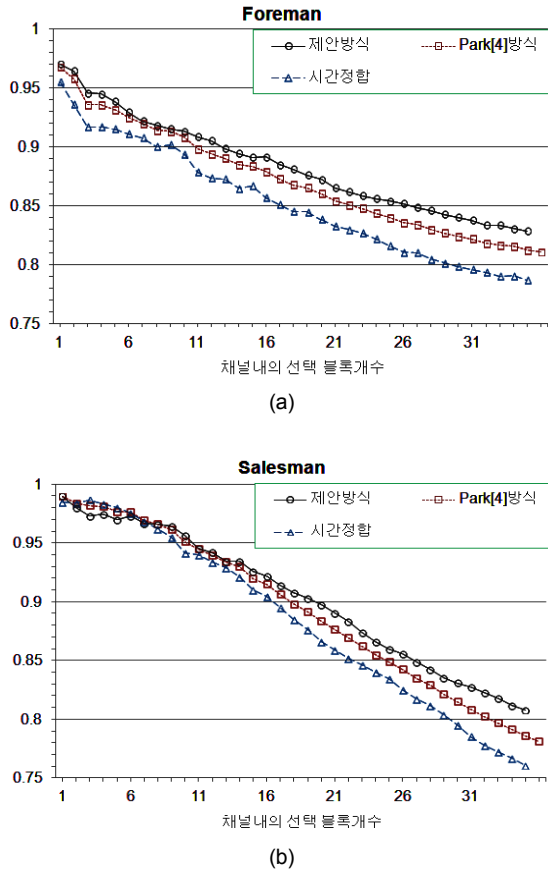 Foreman
제안방식
Park[4]방식
시간정합
1
0.95
0.9
0.85
0.8
0.75
1 6 11 16 21 26 31
채널내의 선택 블록개수
(a)
Salesman
제안방식
Park[4]방식
시간정합
1
0.95
0.9
0.85
0.8
0.75
1 6 11 16 21 26 31
채널내의 선택 블록개수
(b)